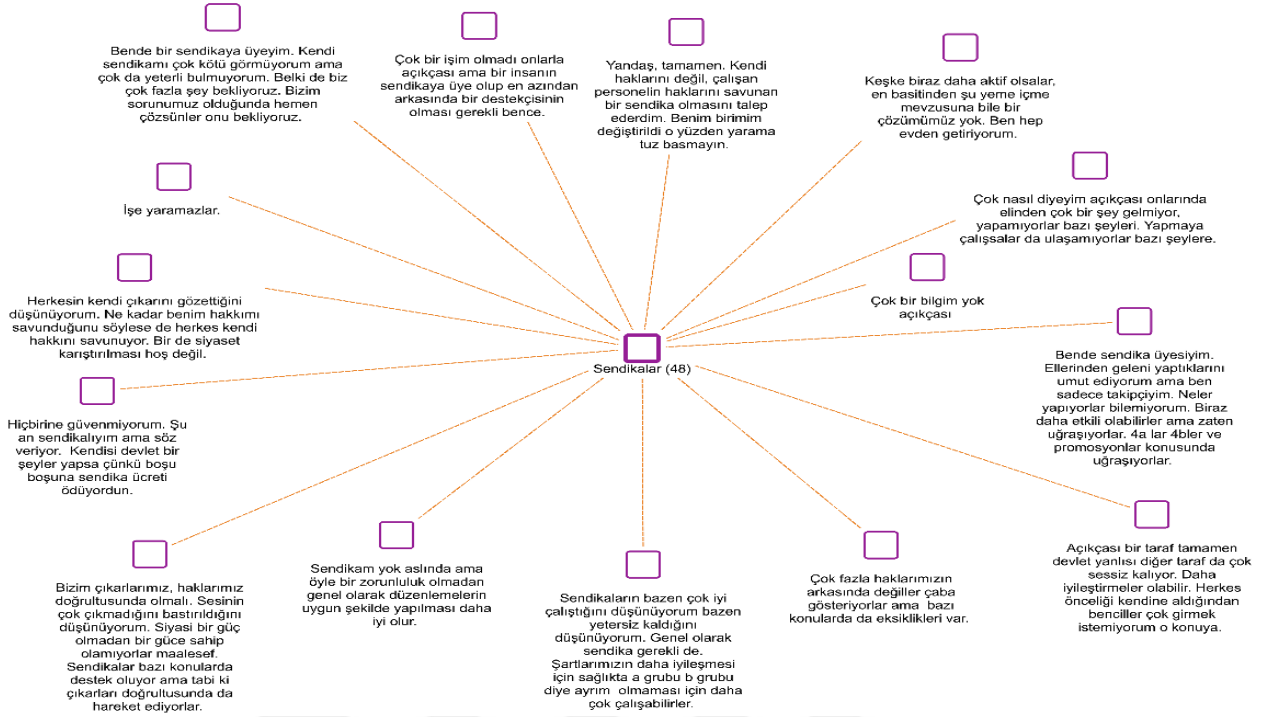 Bende bir sendikaya üyeyim. Kendi
sendikamı çok kötü görmüyorum ama
çok da yeterli bulmuyorum. Belki de biz
çok fazla şey bekliyoruz. Bizim
sorunumuz olduğunda hemen
çözsünler onu bekliyoruz.
Çok bir işim olmadı onlarla
açıkçası ama bir insanın
sendikaya üye olup en azından
arkasında bir destekçisinin
olması gerekli bence.
Yandaş, tamamen. Kendi
haklarını değil, çalışan
personelin haklarını savunan
bir sendika olmasını talep
ederdim. Benim birimim
değiştirildi o yüzden yarama
tuz basmayın.
Keşke biraz daha aktif olsalar,
en basitinden şu yeme içme
mevzusuna bile bir
çözümümüz yok. Ben hep
evden getiriyorum.
İşe yaramazlar.
Çok nasıl diyeyim açıkçası onlarında
elinden çok bir şey gelmiyor,
yapamıyorlar bazı şeyleri. Yapmaya
çalışsalar da ulaşamıyorlar bazı şeylere.
Herkesin kendi çıkarını gözettiğini
düşünüyorum. Ne kadar benim hakkımı
savunduğunu söylese de herkes kendi
hakkını savunuyor. Bir de siyaset
karıştırılması hoş değil.
Çok bir bilgim yok
açıkçası
Sendikalar (48)
Bende sendika üyesiyim.
Ellerinden geleni yaptıklarını
umut ediyorum ama ben
sadece takipçiyim. Neler
yapıyorlar bilemiyorum. Biraz
daha etkili olabilirler ama zaten
uğraşıyorlar. 4a lar 4bler ve
promosyonlar konusunda
uğraşıyorlar.
Hiçbirine güvenmiyorum. Şu
an sendikalıyım ama söz
veriyor. Kendisi devlet bir
şeyler yapsa çünkü boşu
boşuna sendika ücreti
ödüyordun.
Bizim çıkarlarımız, haklarımız
doğrultusunda olmalı. Sesinin
çok çıkmadığını bastırıldığını
düşünüyorum. Siyasi bir güç
olmadan bir güce sahip
olamıyorlar maalesef.
Sendikalar bazı konularda
destek oluyor ama tabi ki
çıkarları doğrultusunda da
hareket ediyorlar.
Sendikam yok aslında ama
öyle bir zorunluluk olmadan
genel olarak düzenlemelerin
uygun şekilde yapılması daha
iyi olur.
Sendikaların bazen çok iyi
çalıştığını düşünüyorum bazen
yetersiz kaldığını
düşünüyorum. Genel olarak
sendika gerekli de.
Şartlarımızın daha iyileşmesi
için sağlıkta a grubu b grubu
diye ayrım olmaması için daha
çok çalışabilirler.
Çok fazla haklarımızın
arkasında değiller çaba
gösteriyorlar ama bazı
konularda da eksiklikleri var.
Açıkçası bir taraf tamamen
devlet yanlısı diğer taraf da çok
sessiz kalıyor. Daha
iyileştirmeler olabilir. Herkes
önceliği kendine aldığından
benciller çok girmek
istemiyorum o konuya.